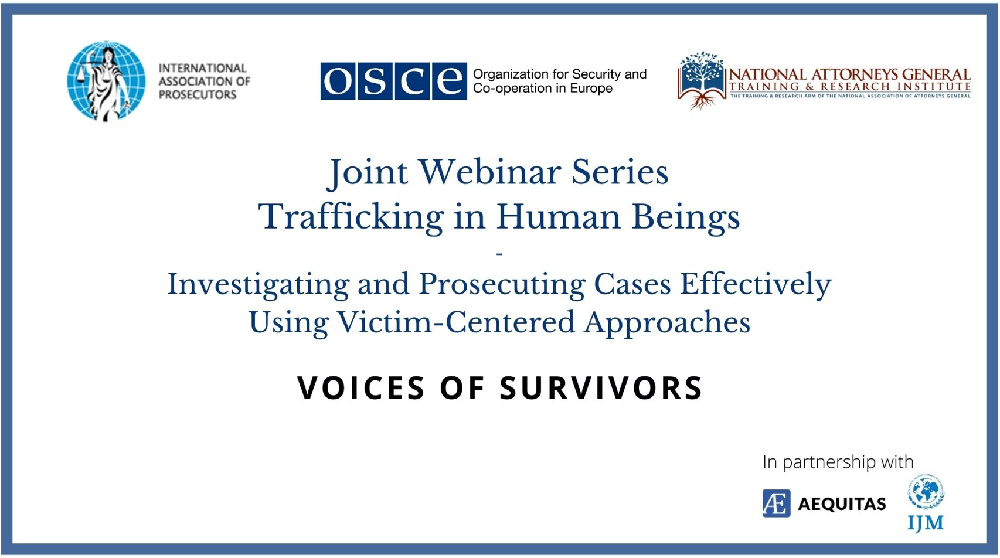 INTERNATIONAL
ASSOCIATION OF
PROSECUTORS
osce
Organization for Security and
Co-operation in Europe
NATIONAL ATTORNEYS GENERAL
TRAINING & RESEARCH INSTITUTE
THE TRAINING & RESEARCH ARM OF THE NATIONAL ASSOCIATION OF ATTORNEYS GENERAL
Joint Webinar Series
Trafficking in Human Beings
-
Investigating and Prosecuting Cases Effectively
Using Victim-Centered Approaches
VOICES OF SURVIVORS
In partnership with
Æ AEQUITAS
IJM